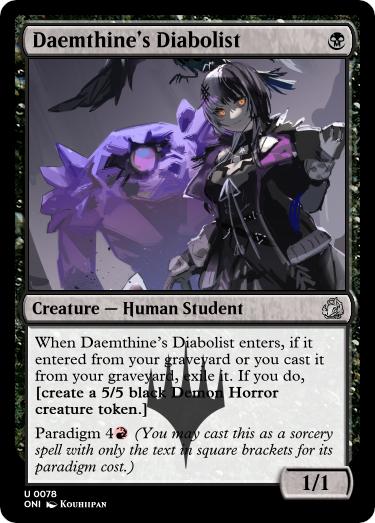 Daemthine's Diabolist
Creature — Human Student
When Daemthine's Diabolist enters, if it
entered from your graveyard or you cast it
from your graveyard, exile it. If you do,
[create a 5/5 black Demon Horror
creature token.]
Paradigm 4 (You may cast this as a sorcery
spell with only the text in square brackets for its
paradigm cost.)
1/1
U 0078
ONI Kouhiipan